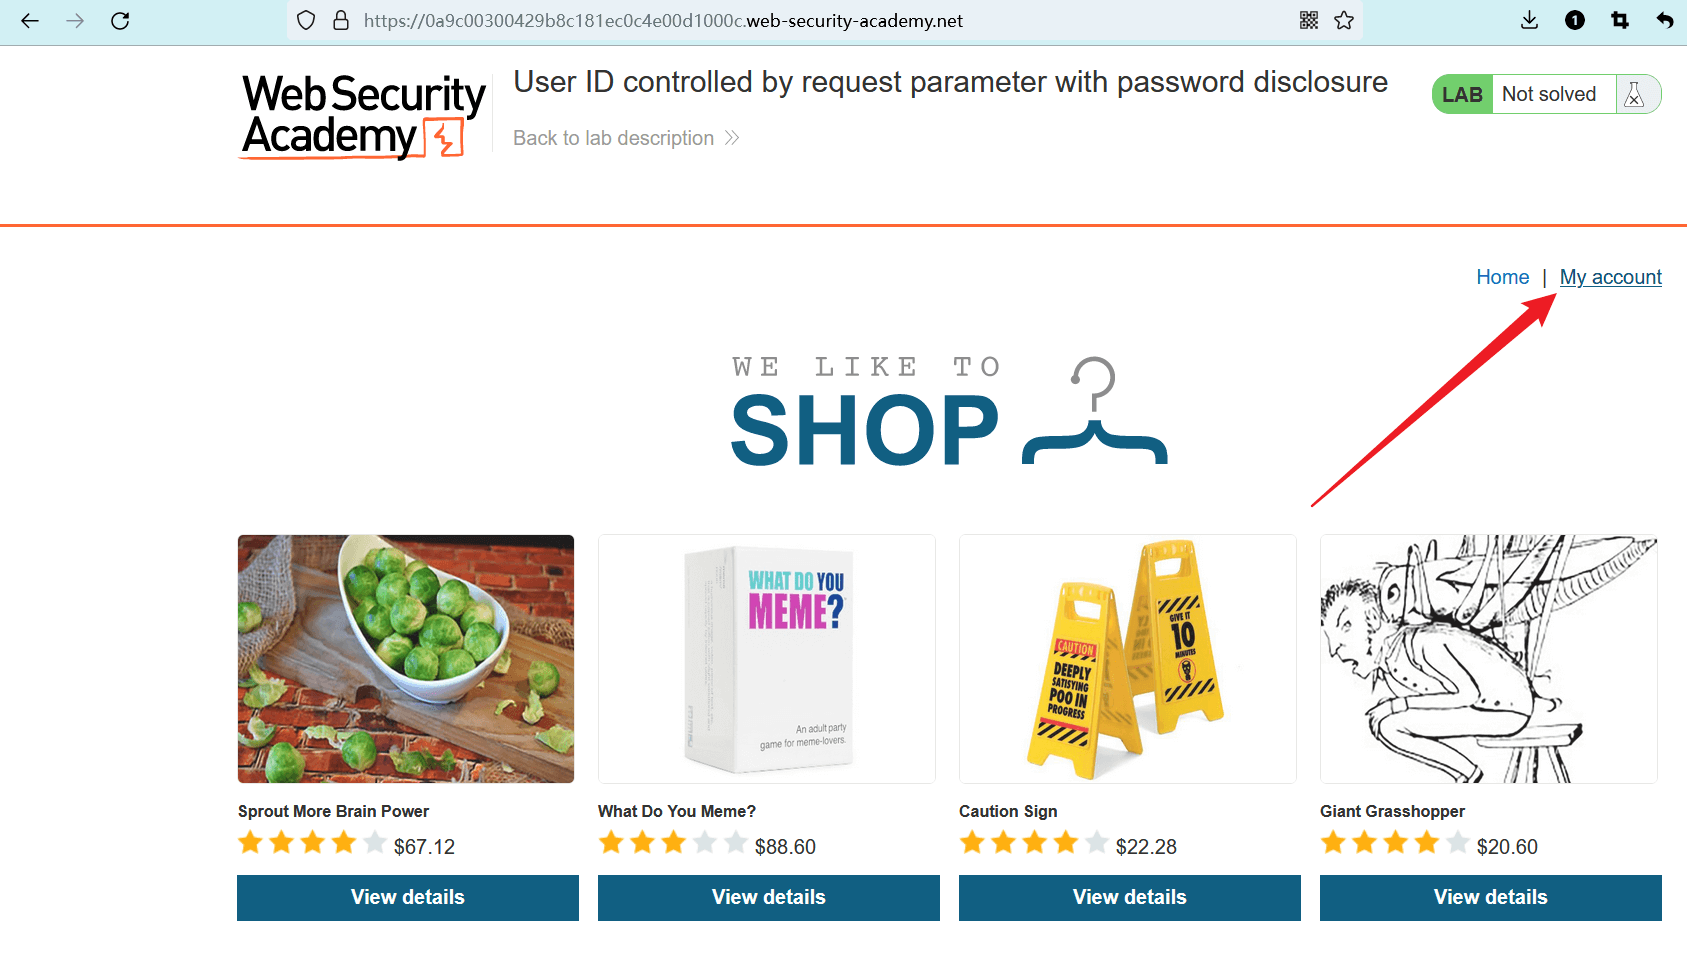 https://0a9c00300429b8c181ec0c4e00d1000c.web-security-academy.net
1
Web Security
Academy
User ID controlled by request parameter with password disclosure
Back to lab description
LAB
Not solved
Home | My account
WE LIKE TO
SHOP
WHAT DO YOU
MEME?
An adult party
game for meme-lovers.
CAUTION
DEEPLY
SATISFYING
POO IN
PROGRESS
GIVE IT
10
MINUTES
Sprout More Brain Power
$67.12
View details
What Do You Meme?
$88.60
View details
Caution Sign
$22.28
View details
Giant Grasshopper
$20.60
View details